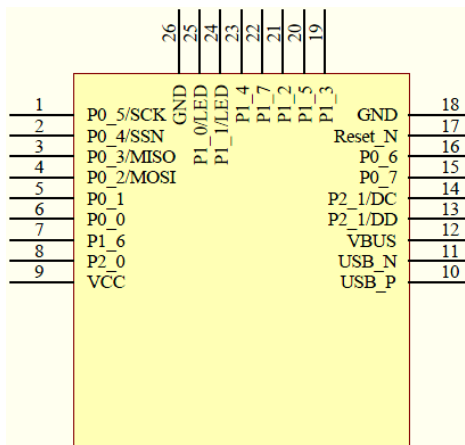 26
25
24
23
22
21
20
19
GND
P1_0/LED
P1_1/LED
P1_4
P1_7
P1_2
P1_5
P1_3
1 P0_5/SCK
2 P0_4/SSN
3 P0_3/MISO
4 P0_2/MOSI
5 P0_1
6 P0_0
7 P1_6
8 P2_0
9 VCC
GND 18
Reset_N 17
P0_6 16
P0_7 15
P2_1/DC 14
P2_1/DD 13
VBUS 12
USB_N 11
USB_P 10